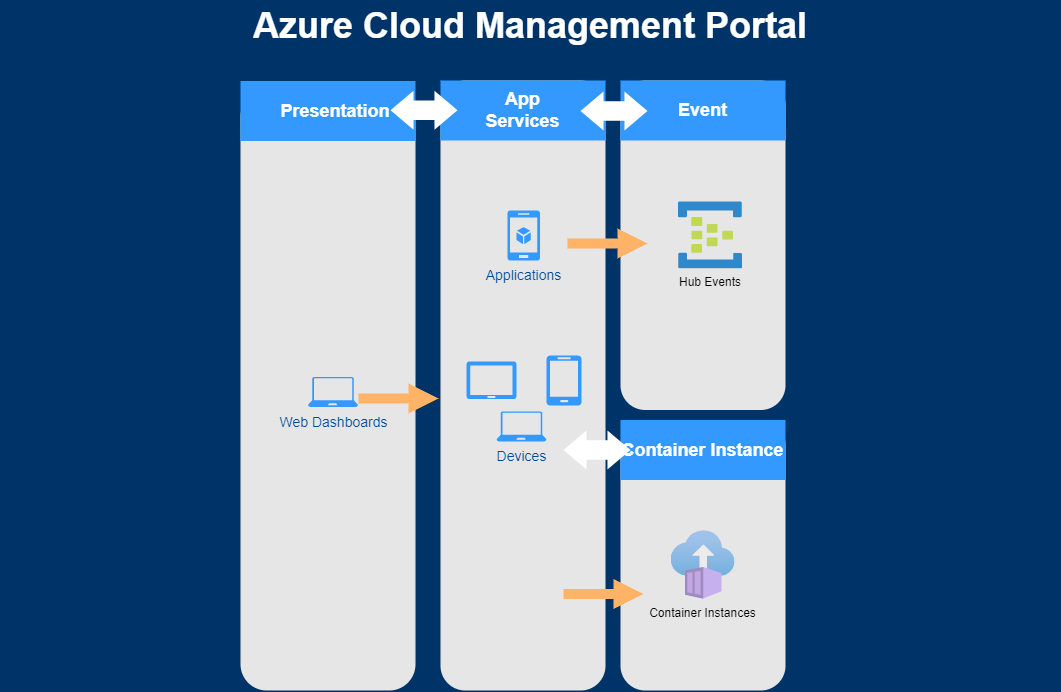 Azure Cloud Management Portal
Presentation
App
Services
Event
Applications
Hub Events
Web Dashboards
Devices
Container Instance
Container Instances